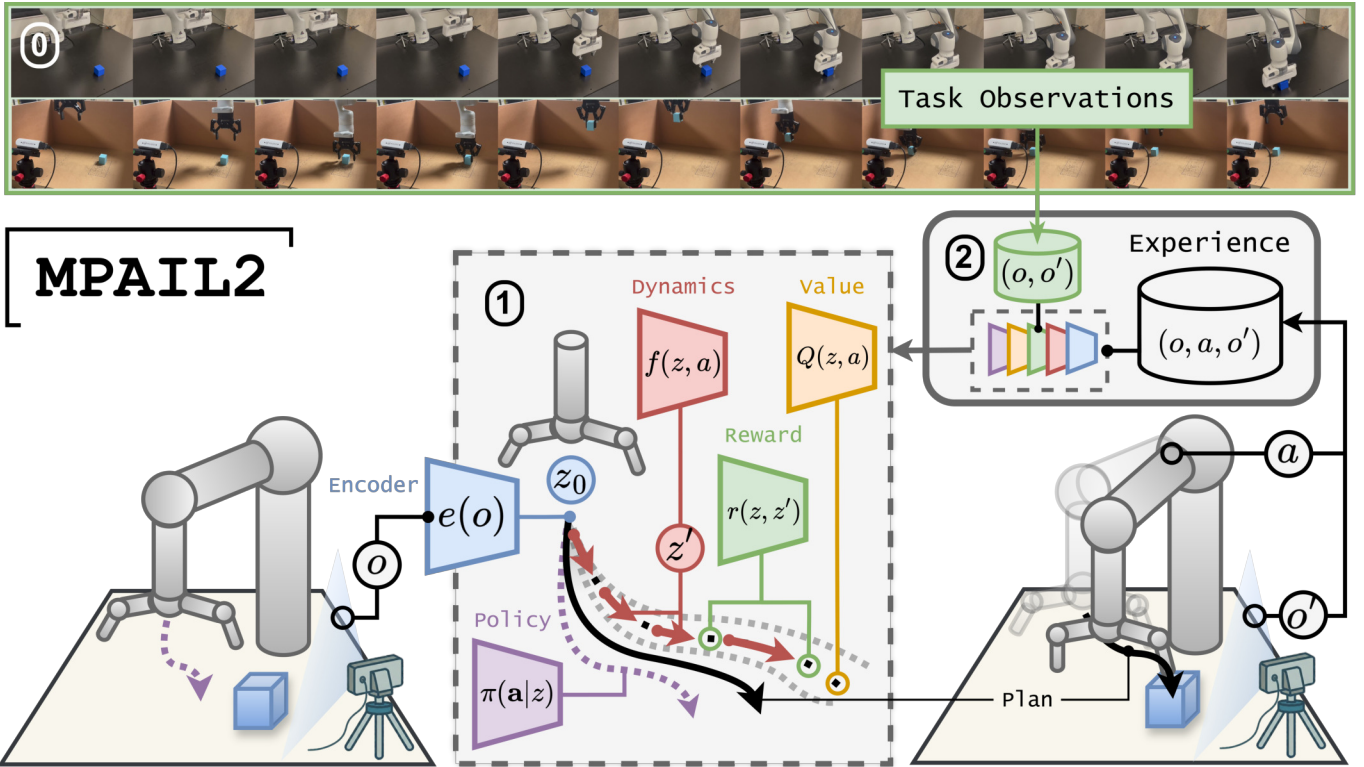 0
Task Observations
MPAIL2
1
2
Experience
(o, o′)
(o, a, o′)
Dynamics
Value
f(z, a)
Q(z, a)
Reward
r(z, z′)
Encoder
e(o)
z₀
z′
o
Policy
π(𝐚|z)
Plan
a
o′